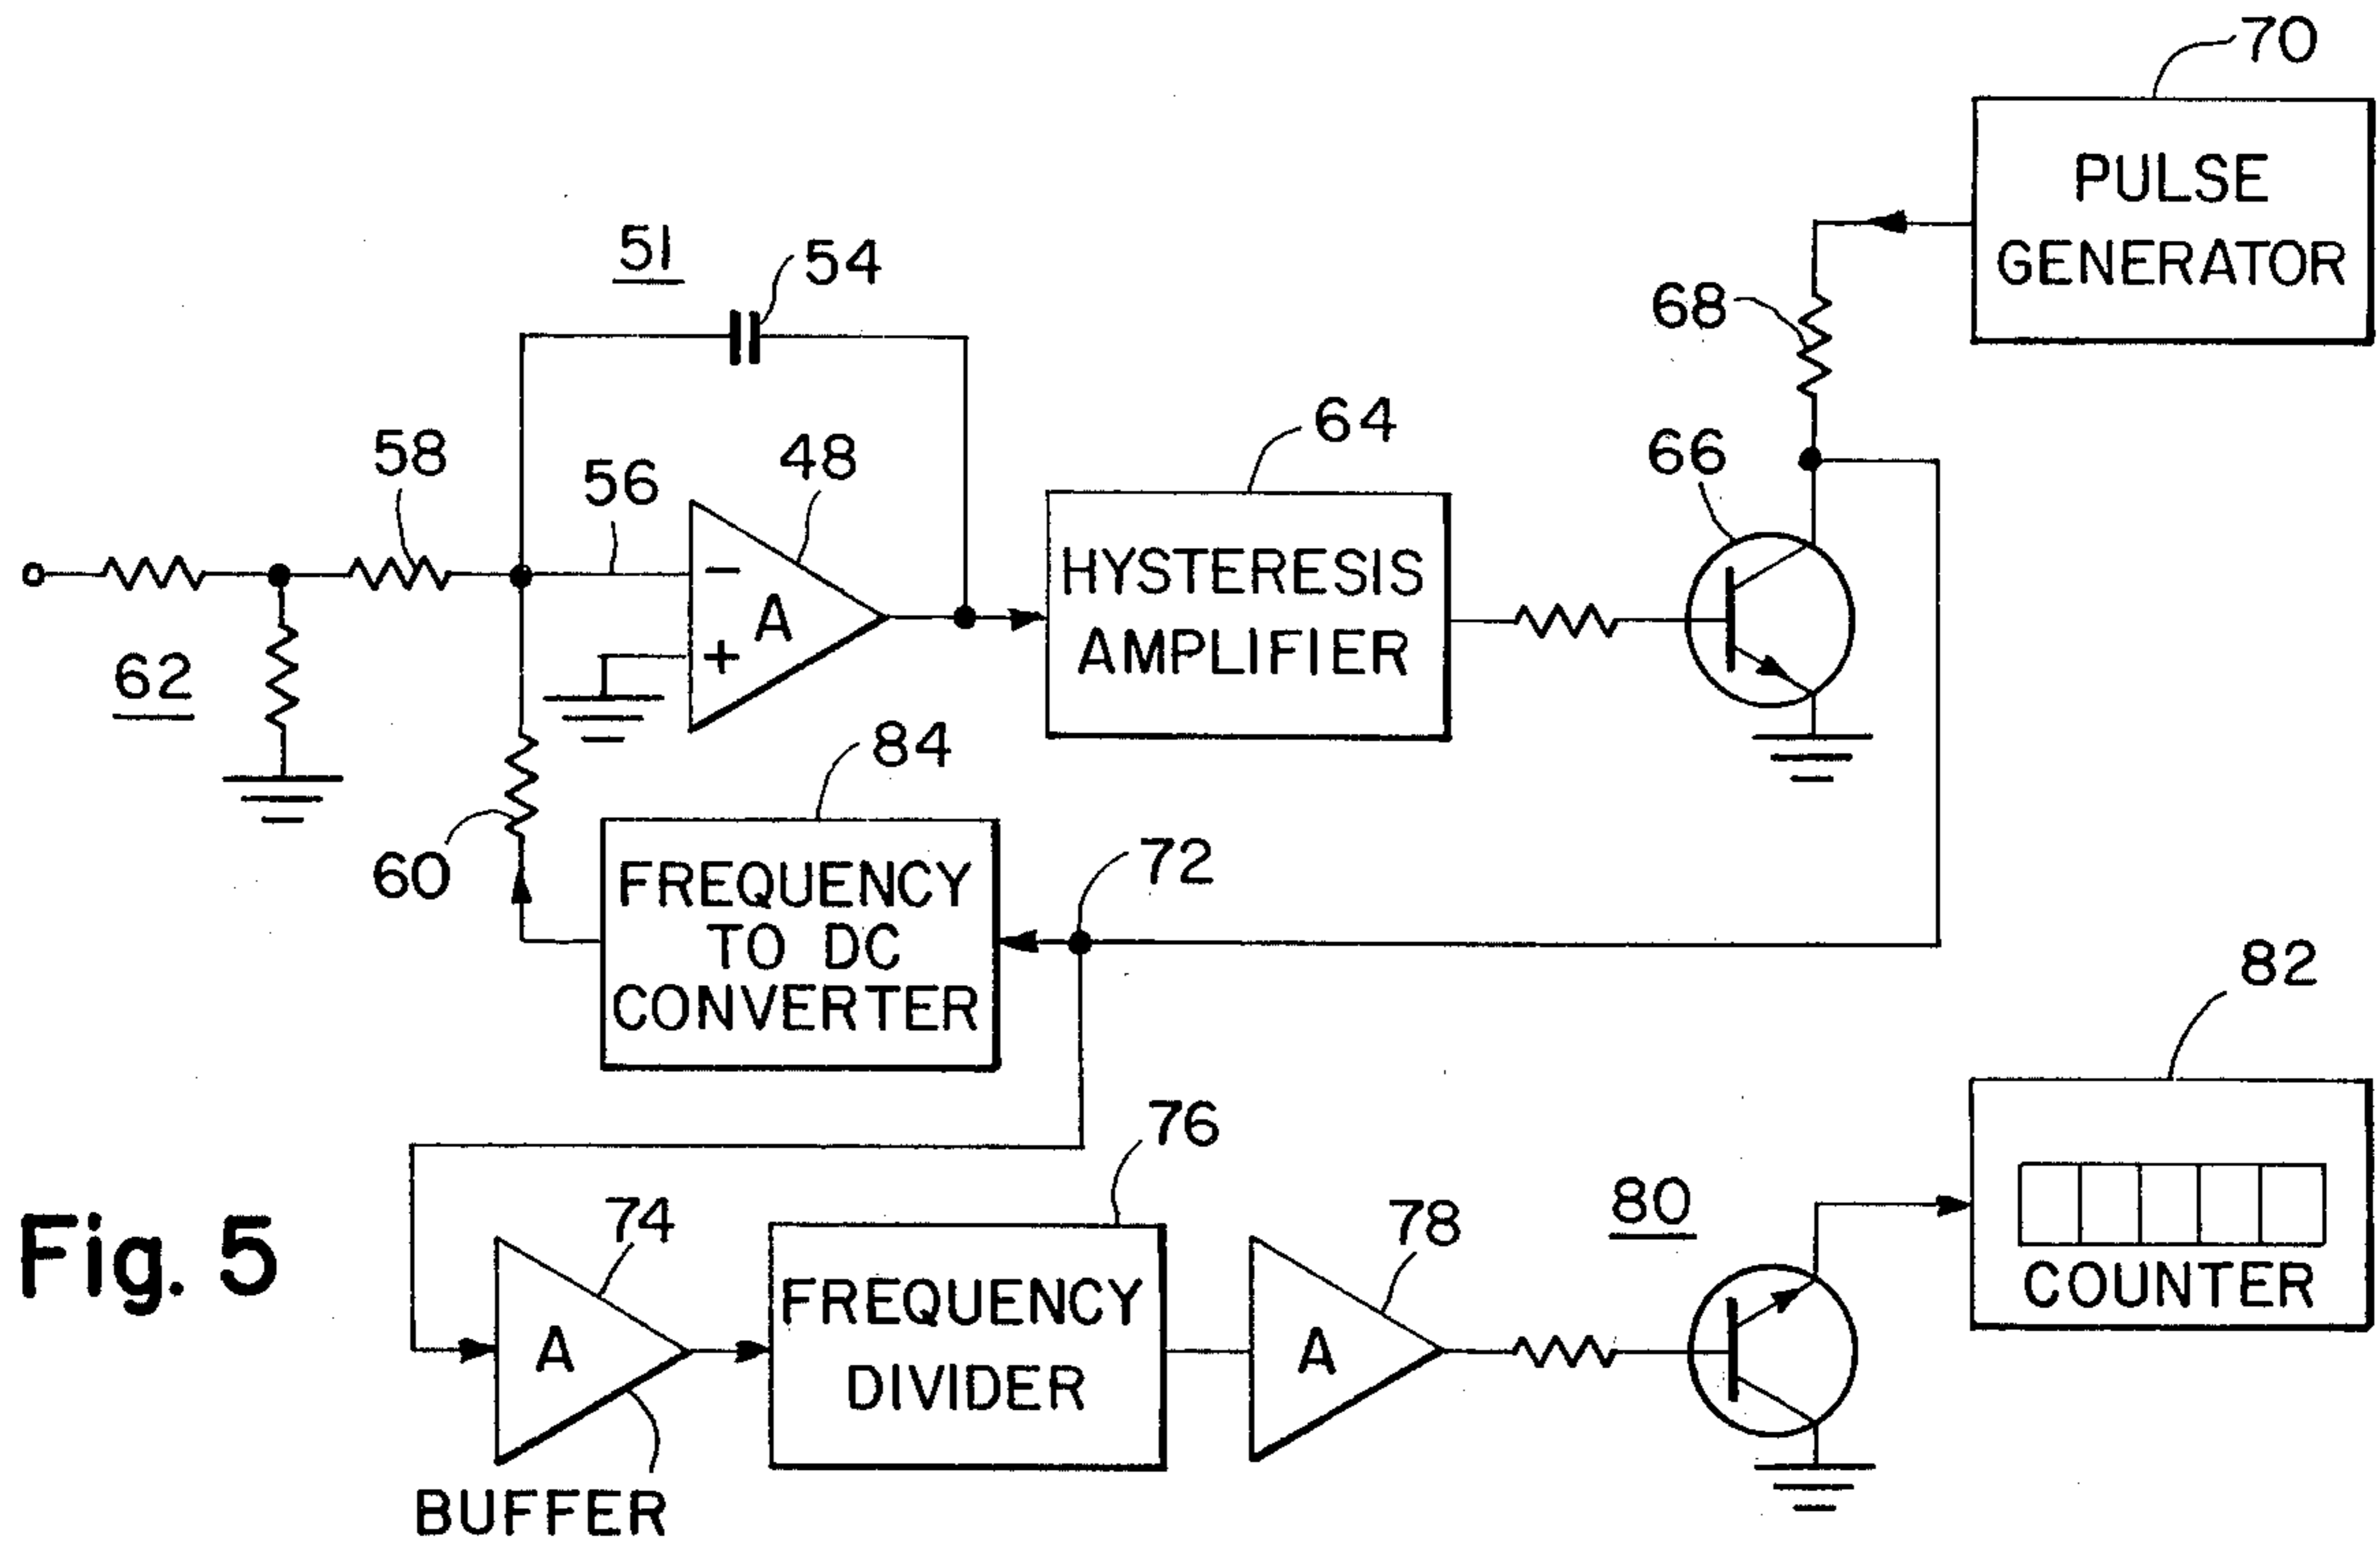 70
PULSE
GENERATOR
51
54
68
58
56
48
64
66
−
A
+
HYSTERESIS
AMPLIFIER
62
84
60
FREQUENCY
TO DC
CONVERTER
72
82
76
74
78
80
COUNTER
Fig. 5
A
FREQUENCY
DIVIDER
A
BUFFER